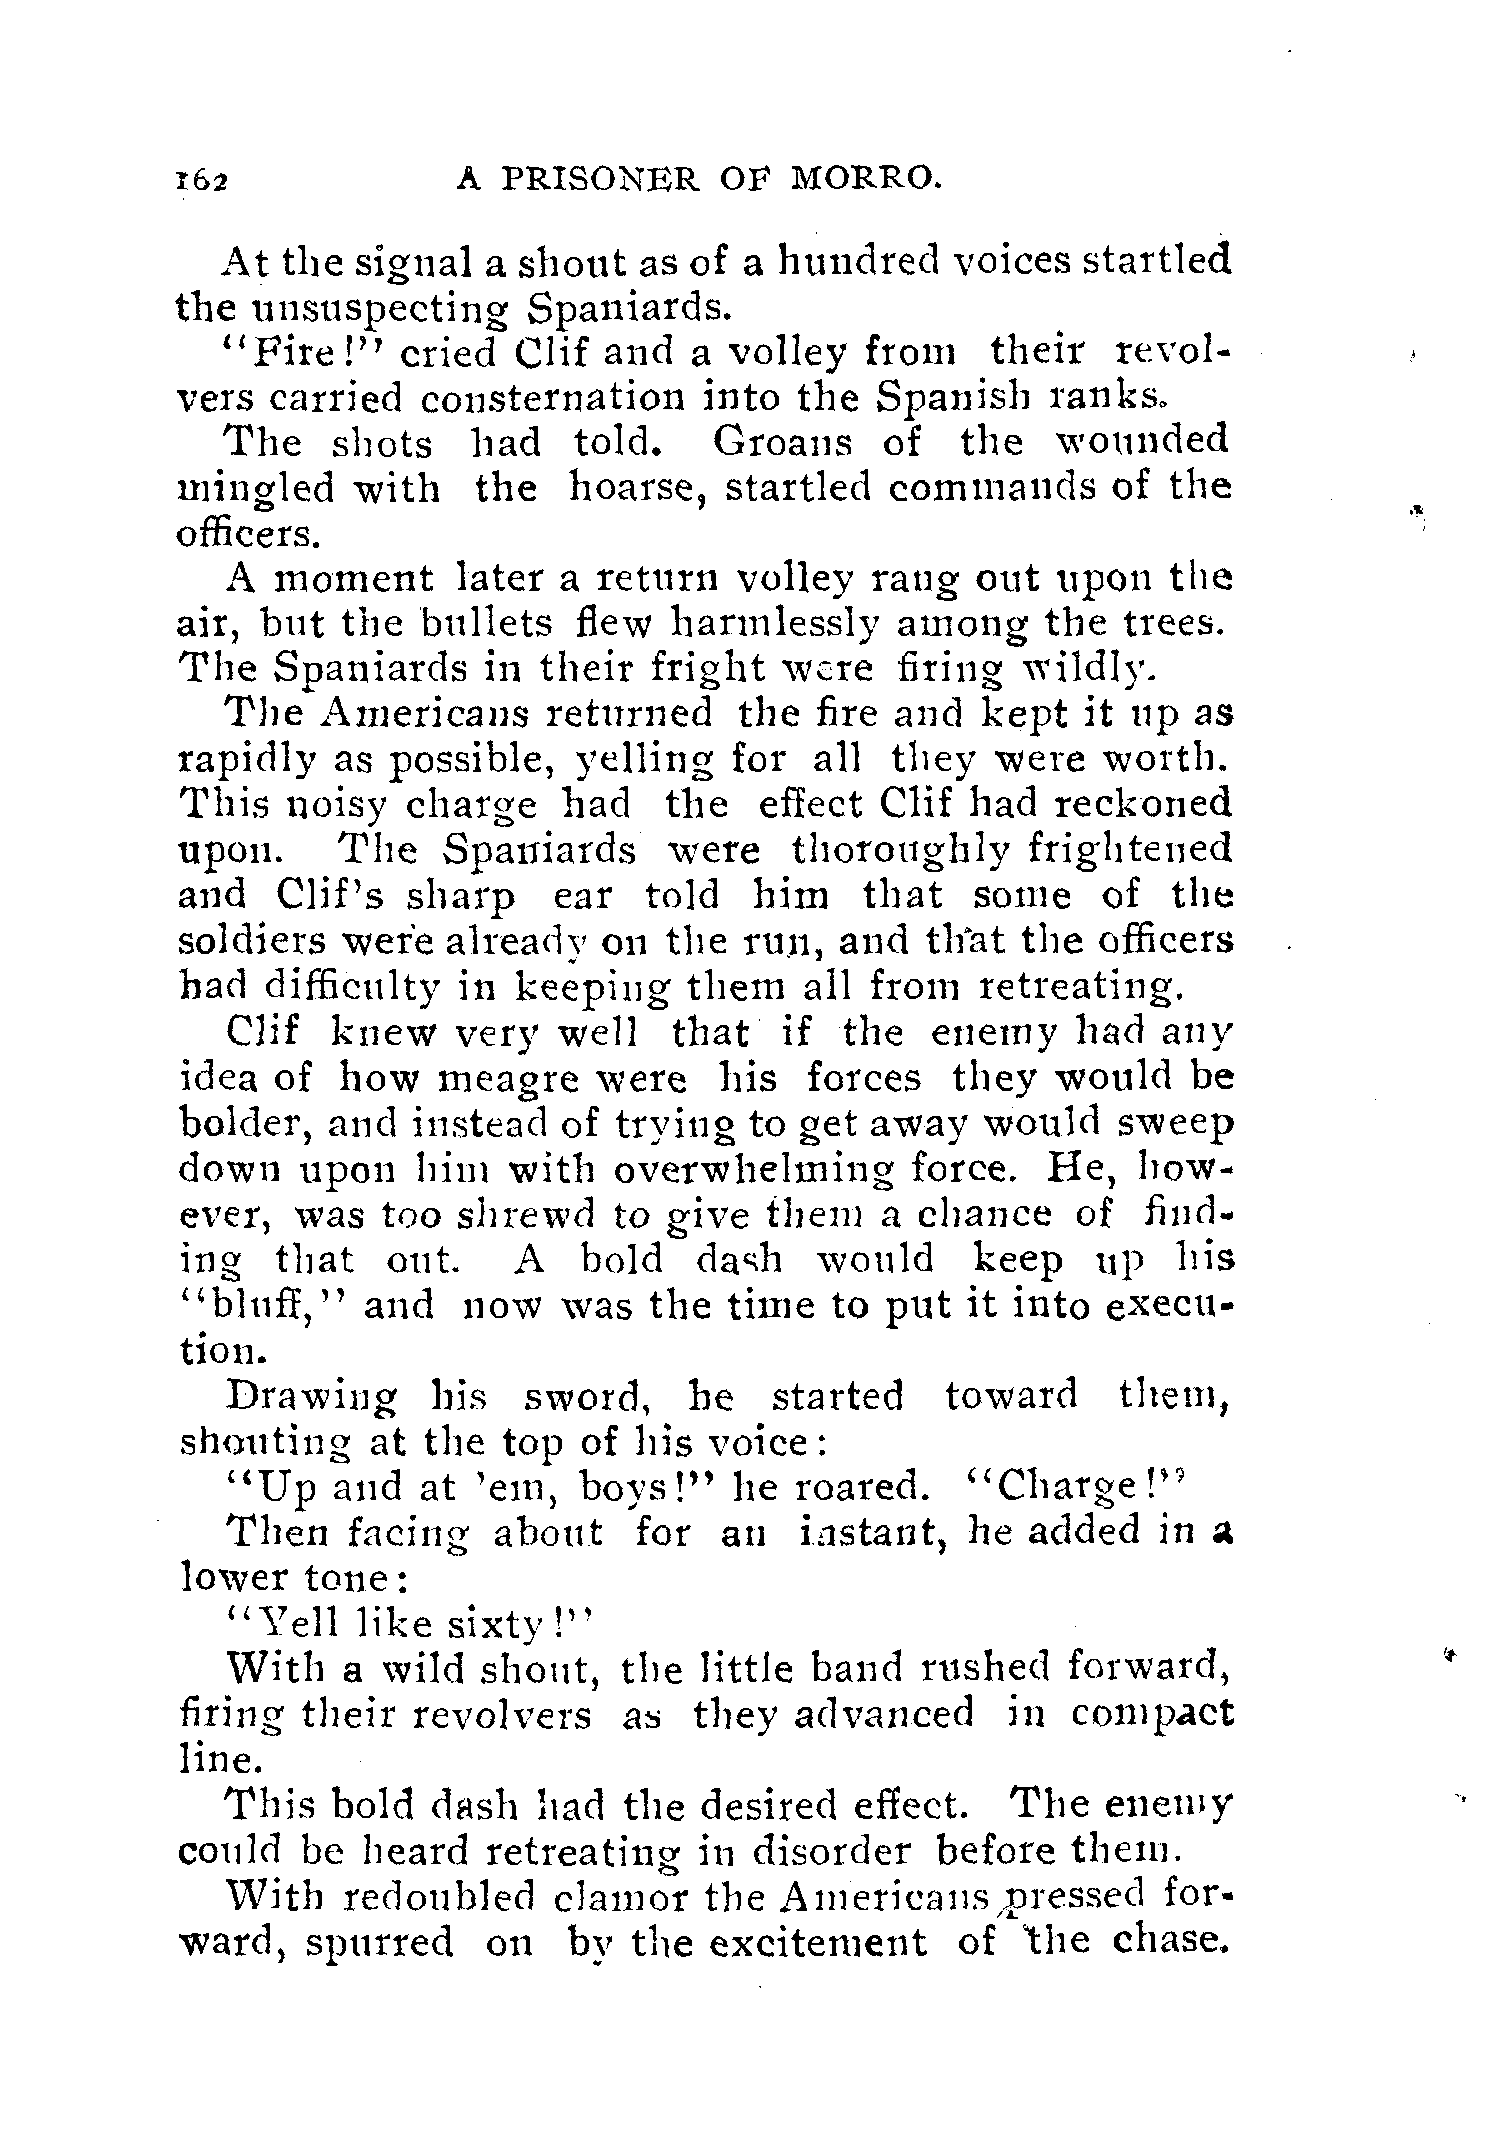 162 A PRISONER OF MORRO.
At the signal a shout as of a hundred voices startled
the unsuspecting Spaniards.
"Fire!" cried Clif and a volley from their revol-
vers carried consternation into the Spanish ranks.
The shots had told. Groans of the wounded
mingled with the hoarse, startled commands of the
officers.
A moment later a return volley rang out upon the
air, but the bullets flew harmlessly among the trees.
The Spaniards in their fright were firing wildly.
The Americans returned the fire and kept it up as
rapidly as possible, yelling for all they were worth.
This noisy charge had the effect Clif had reckoned
upon. The Spaniards were thoroughly frightened
and Clif's sharp ear told him that some of the
soldiers were already on the run, and that the officers
had difficulty in keeping them all from retreating.
Clif knew very well that if the enemy had any
idea of how meagre were his forces they would be
bolder, and instead of trying to get away would sweep
down upon him with overwhelming force. He, how-
ever, was too shrewd to give them a chance of find-
ing that out. A bold dash would keep up his
"bluff," and now was the time to put it into execu-
tion.
Drawing his sword, he started toward them,
shouting at the top of his voice:
"Up and at 'em, boys!" he roared. "Charge!"
Then facing about for an instant, he added in a
lower tone:
"Yell like sixty!"
With a wild shout, the little band rushed forward,
firing their revolvers as they advanced in compact
line.
This bold dash had the desired effect. The enemy
could be heard retreating in disorder before them.
With redoubled clamor the Americans pressed for-
ward, spurred on by the excitement of the chase.